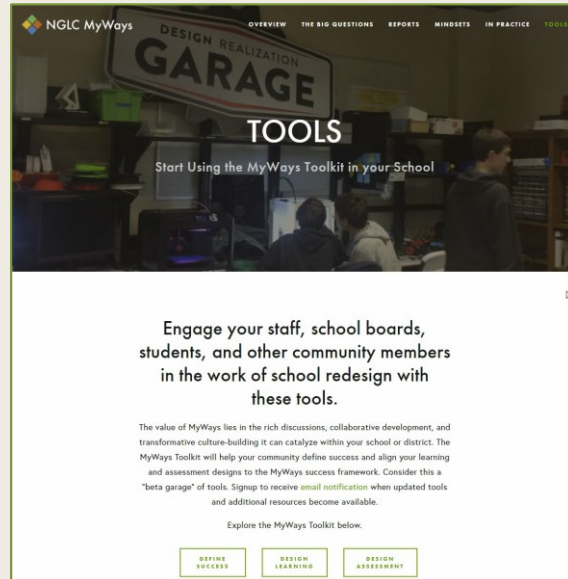 NGLC MyWays
OVERVIEW THE BIG QUESTIONS REPORTS MINDSETS IN PRACTICE TOOLS
DESIGN REALIZATION
GARAGE
TOOLS
Start Using the MyWays Toolkit in your School
Engage your staff, school boards,
students, and other community members
in the work of school redesign with
these tools.
The value of MyWays lies in the rich discussions, collaborative development, and
transformative culture-building it can catalyze within your school or district. The
MyWays Toolkit will help your community define success and align your learning
and assessment designs to the MyWays success framework. Consider this a
"beta garage" of tools. Signup to receive email notification when updated tools
and additional resources become available.
Explore the MyWays Toolkit below.
DEFINE
SUCCESS
DESIGN
LEARNING
DESIGN
ASSESSMENT